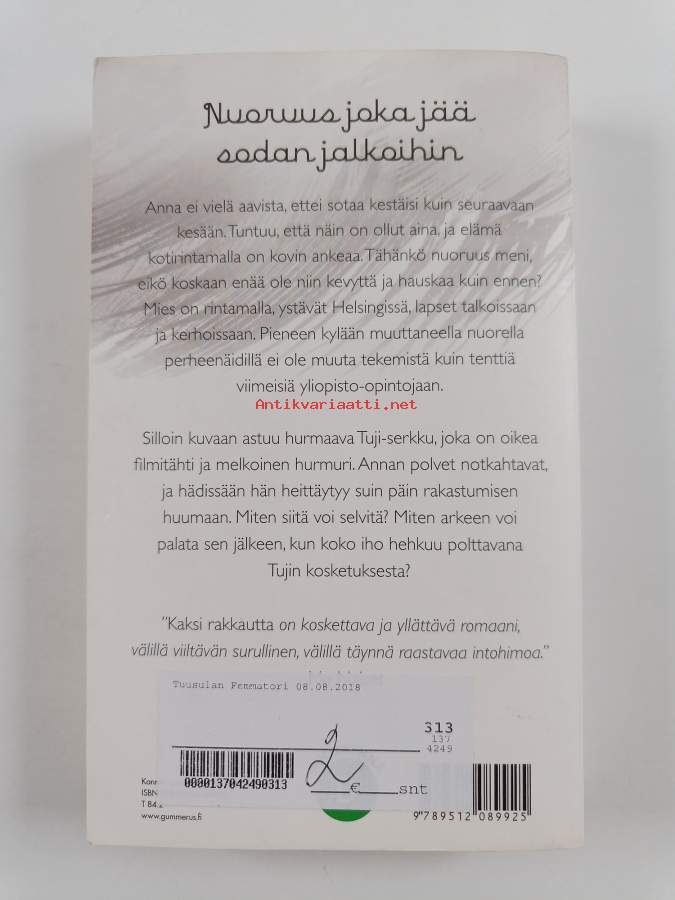 Nuoruus joka jää
sodan jalkoihin
Anna ei vielä aavista, ettei sotaa kestäisi kuin seuraavaan
kesään. Tuntuu, että näin on ollut aina, ja elämä
kotirintamalla on kovin ankeaa. Tähänkö nuoruus meni,
eikö koskaan enää ole niin kevyttä ja hauskaa kuin ennen?
Mies on rintamalla, ystävät Helsingissä, lapset talkoissaan
ja kerhoissaan. Pieneen kylään muuttaneella nuorella
perheenäidillä ei ole muuta tekemistä kuin tenttiä
viimeisiä yliopisto-opintojaan.
Antikvariaatti.net
Silloin kuvaan astuu hurmaava Tuji-serkku, joka on oikea
filmitähti ja melkoinen hurmuri. Annan polvet notkahtavat,
ja hädissään hän heittäytyy suin päin rakastumisen
huumaan. Miten siitä voi selvitä? Miten arkeen voi
palata sen jälkeen, kun koko iho hehkuu polttavana
Tujin kosketuksesta?
"Kaksi rakkautta on koskettava ja yllättävä romaani,
välillä viiltävän surullinen, välillä täynnä raastavaa intohimoa."
Tuusulan Femmatori 08.08.2018
313
137
4249
2
0000137042490313
€ snt
ISBN
T 84.2
www.gummerus.fi
9 789512 089925